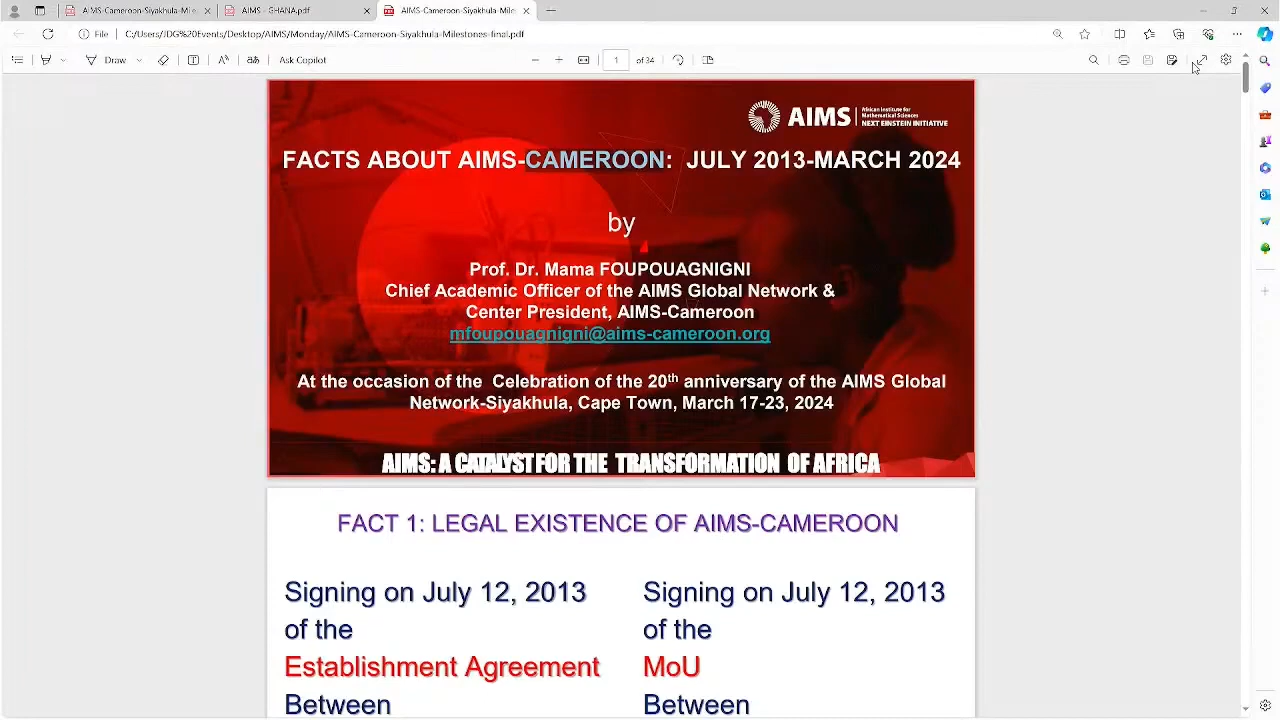 AIMS-Cameroon-Siyakhula-Miles
AIMS - GHANA.pdf
AIMS-Cameroon-Siyakhula-Miles
File
C:/Users/JDG%20Events/Desktop/AIMS/Monday/AIMS-Cameroon-Siyakhula-Milestones-final.pdf
Draw
Ask Copilot
1
of 34
AIMS
African Institute for
Mathematical Sciences
NEXT EINSTEIN INITIATIVE
FACTS ABOUT AIMS-CAMEROON: JULY 2013-MARCH 2024
by
Prof. Dr. Mama FOUPOUAGNIGNI
Chief Academic Officer of the AIMS Global Network &
Center President, AIMS-Cameroon
mfoupouagnigni@aims-cameroon.org
At the occasion of the Celebration of the 20th anniversary of the AIMS Global
Network-Siyakhula, Cape Town, March 17-23, 2024
AIMS: A CATALYST FOR THE TRANSFORMATION OF AFRICA
FACT 1: LEGAL EXISTENCE OF AIMS-CAMEROON
Signing on July 12, 2013
of the
Establishment Agreement
Between
Signing on July 12, 2013
of the
MoU
Between